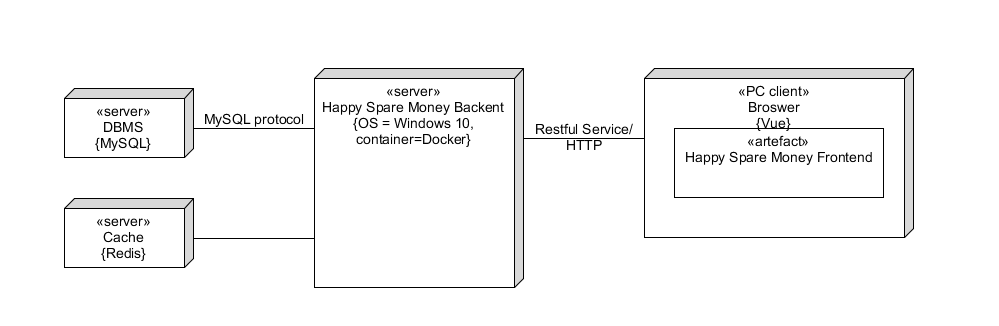 «server»
DBMS
{MySQL}
MySQL protocol
«server»
Cache
{Redis}
«server»
Happy Spare Money Backent
{OS = Windows 10,
container=Docker}
Restful Service/
HTTP
«PC client»
Broswer
{Vue}
«artefact»
Happy Spare Money Frontend